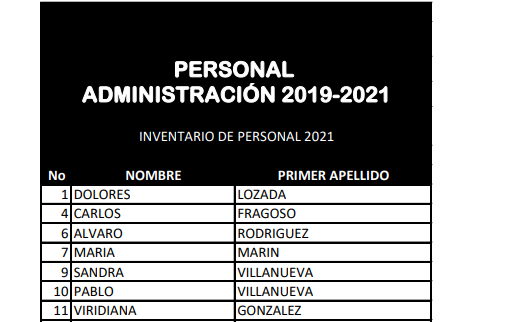 PERSONAL
ADMINISTRACIÓN 2019-2021
INVENTARIO DE PERSONAL 2021
No NOMBRE PRIMER APELLIDO
1 DOLORES LOZADA
4 CARLOS FRAGOSO
6 ALVARO RODRIGUEZ
7 MARIA MARIN
9 SANDRA VILLANUEVA
10 PABLO VILLANUEVA
11 VIRIDIANA GONZALEZ